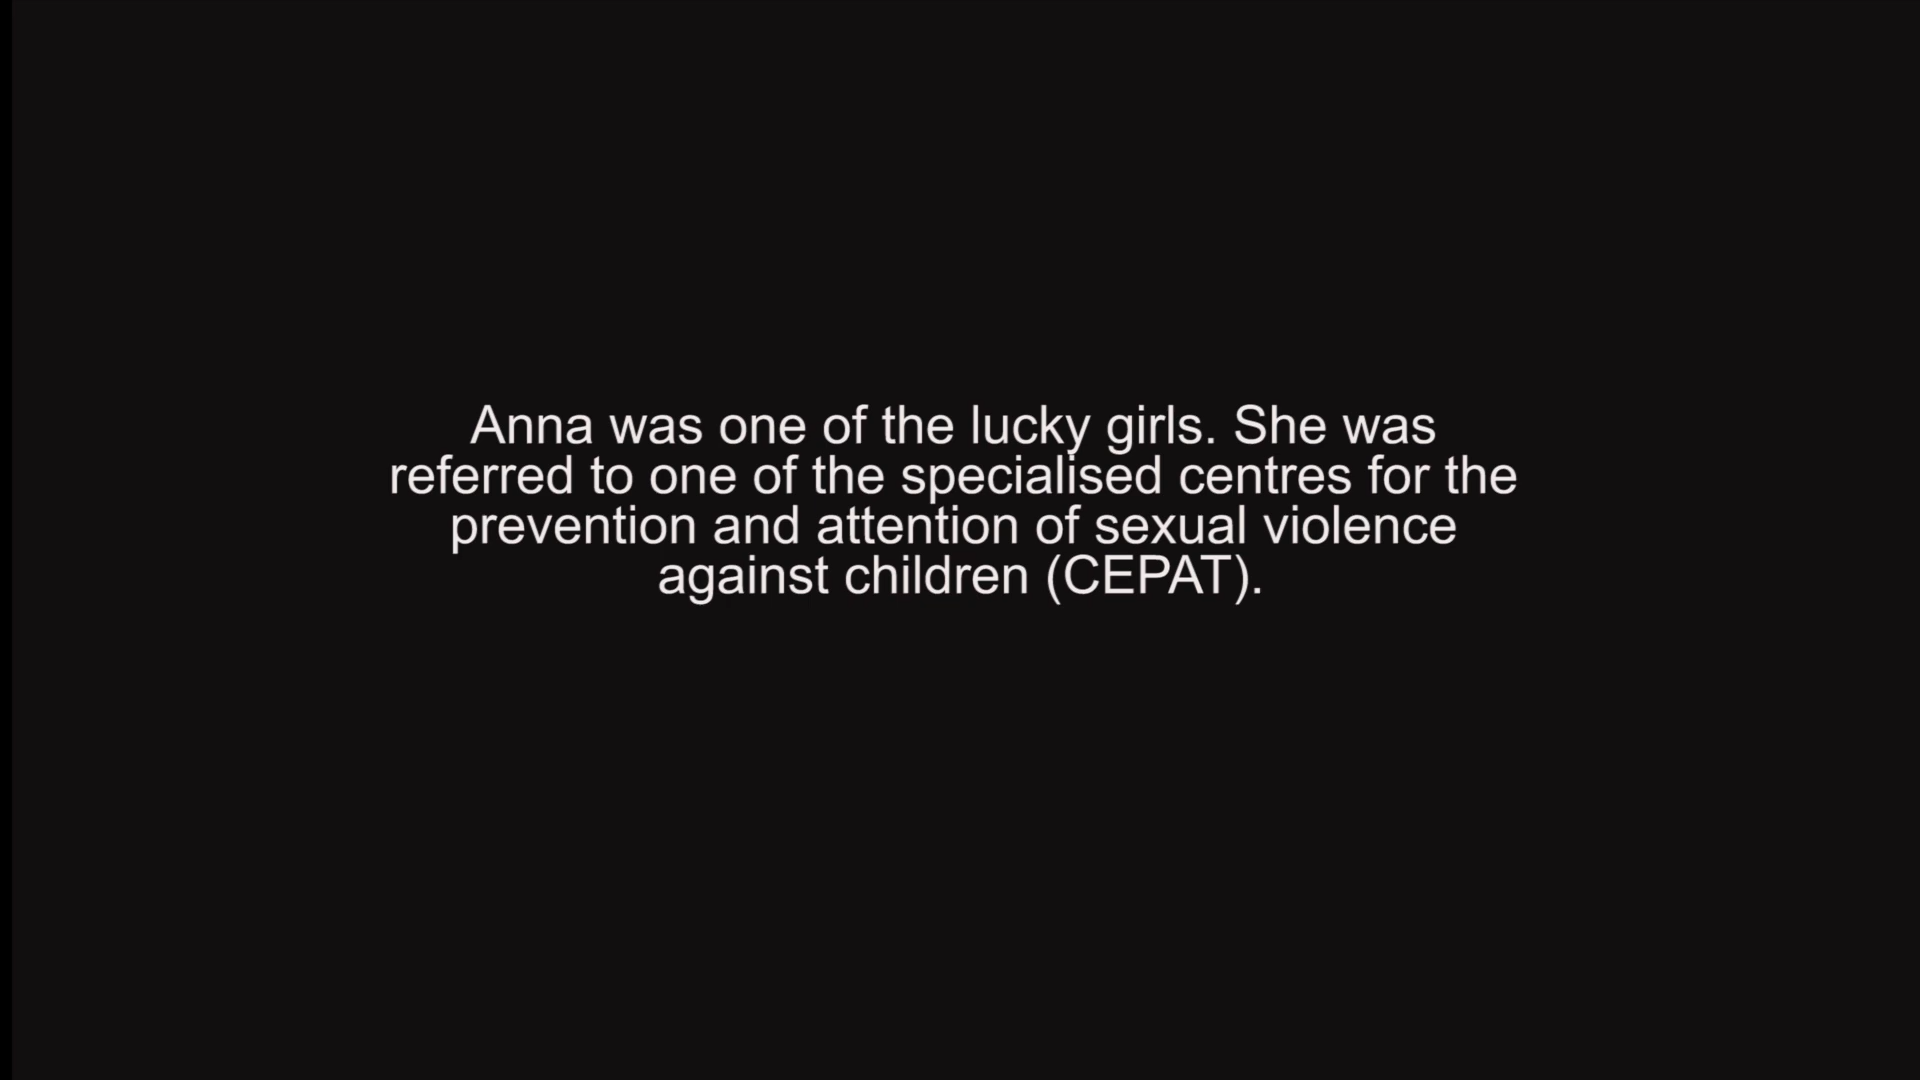 Anna was one of the lucky girls. She was
referred to one of the specialised centres for the
prevention and attention of sexual violence
against children (CEPAT).